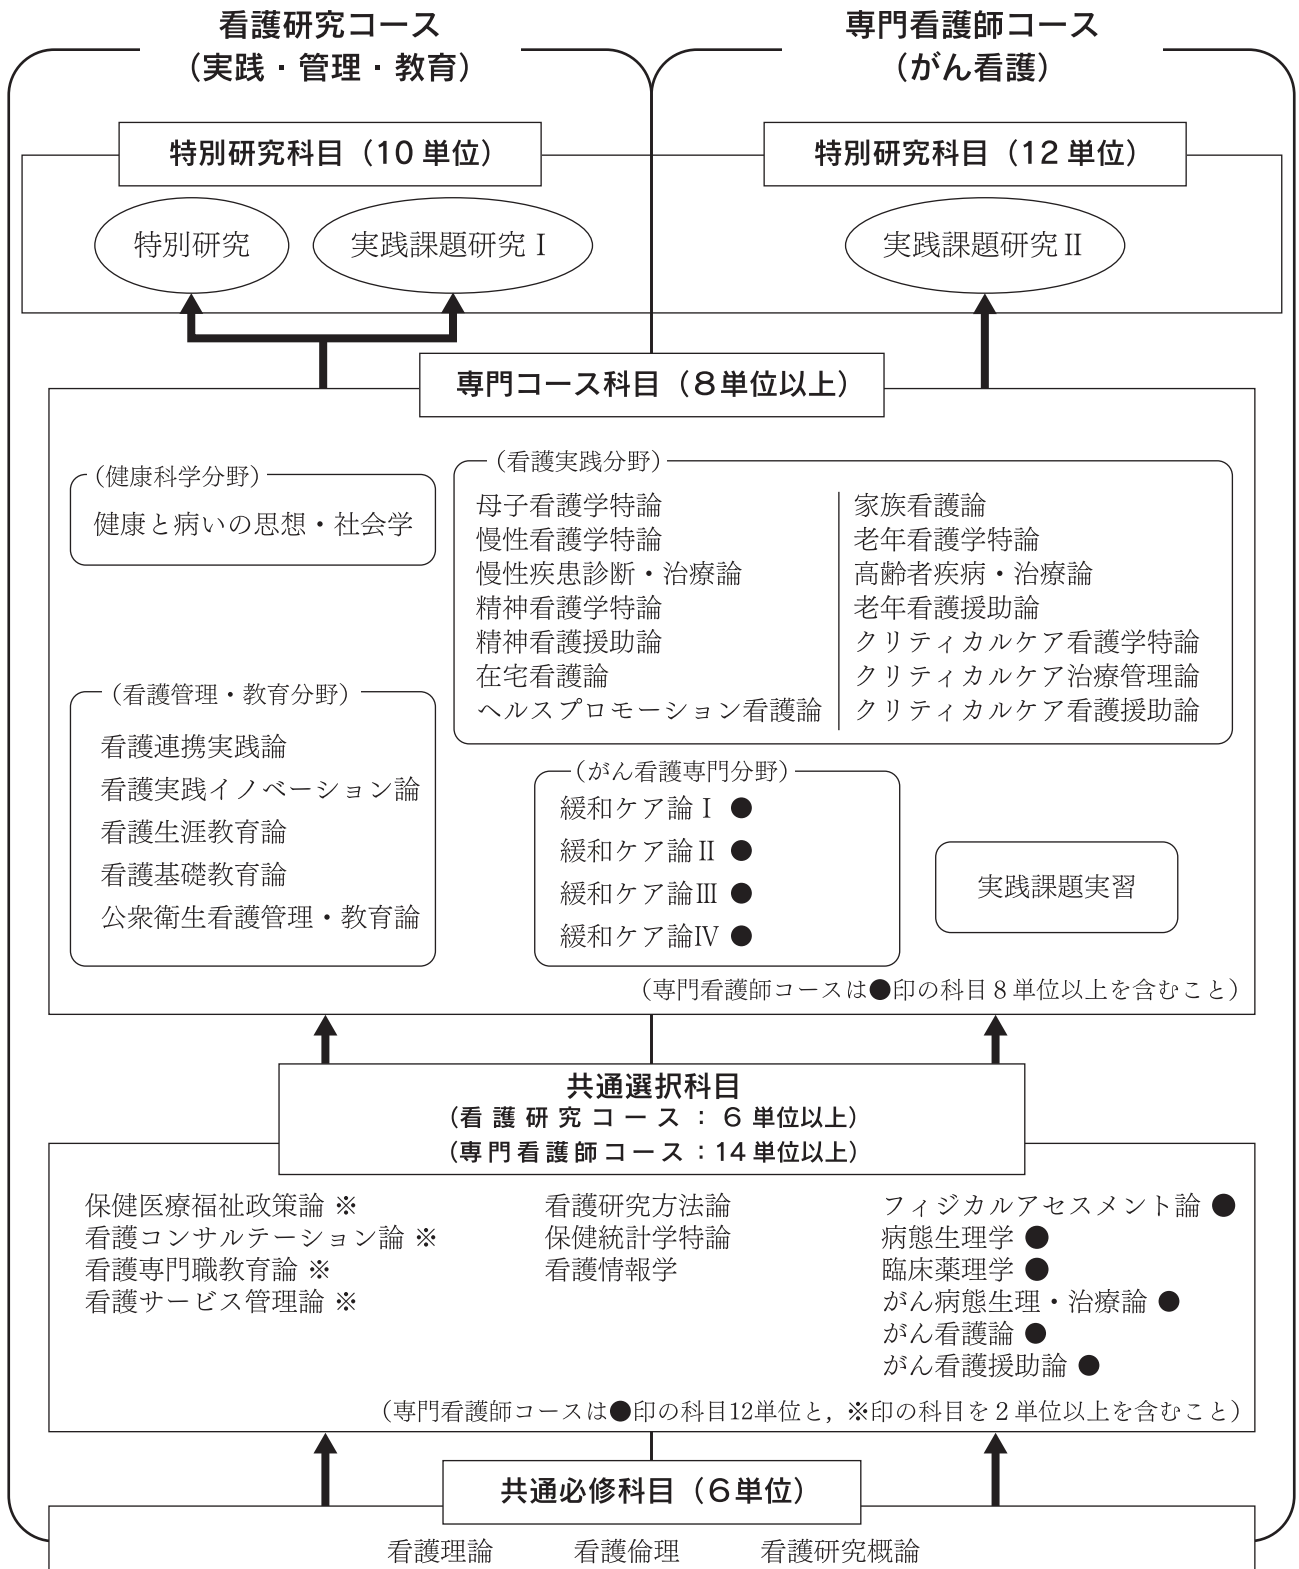 看護研究コース
（実践・管理・教育）
専門看護師コース
（がん看護）
特別研究科目（10 単位）
特別研究科目（12 単位）
特別研究
実践課題研究 Ⅰ
実践課題研究 Ⅱ
専門コース科目（8単位以上）
（健康科学分野）
健康と病いの思想・社会学
（看護実践分野）
母子看護学特論
慢性看護学特論
慢性疾患診断・治療論
精神看護学特論
精神看護援助論
在宅看護論
ヘルスプロモーション看護論
家族看護論
老年看護学特論
高齢者疾病・治療論
老年看護援助論
クリティカルケア看護学特論
クリティカルケア治療管理論
クリティカルケア看護援助論
（看護管理・教育分野）
看護連携実践論
看護実践イノベーション論
看護生涯教育論
看護基礎教育論
公衆衛生看護管理・教育論
（がん看護専門分野）
緩和ケア論 Ⅰ ●
緩和ケア論 Ⅱ ●
緩和ケア論Ⅲ ●
緩和ケア論Ⅳ ●
実践課題実習
（専門看護師コースは●印の科目８単位以上を含むこと）
共通選択科目
（看護研究コース：６単位以上）
（専門看護師コース：14 単位以上）
保健医療福祉政策論 ※
看護コンサルテーション論 ※
看護専門職教育論 ※
看護サービス管理論 ※
看護研究方法論
保健統計学特論
看護情報学
フィジカルアセスメント論 ●
病態生理学 ●
臨床薬理学 ●
がん病態生理・治療論 ●
がん看護論 ●
がん看護援助論 ●
（専門看護師コースは●印の科目12単位と，※印の科目を２単位以上を含むこと）
共通必修科目（6単位）
看護理論
看護倫理
看護研究概論